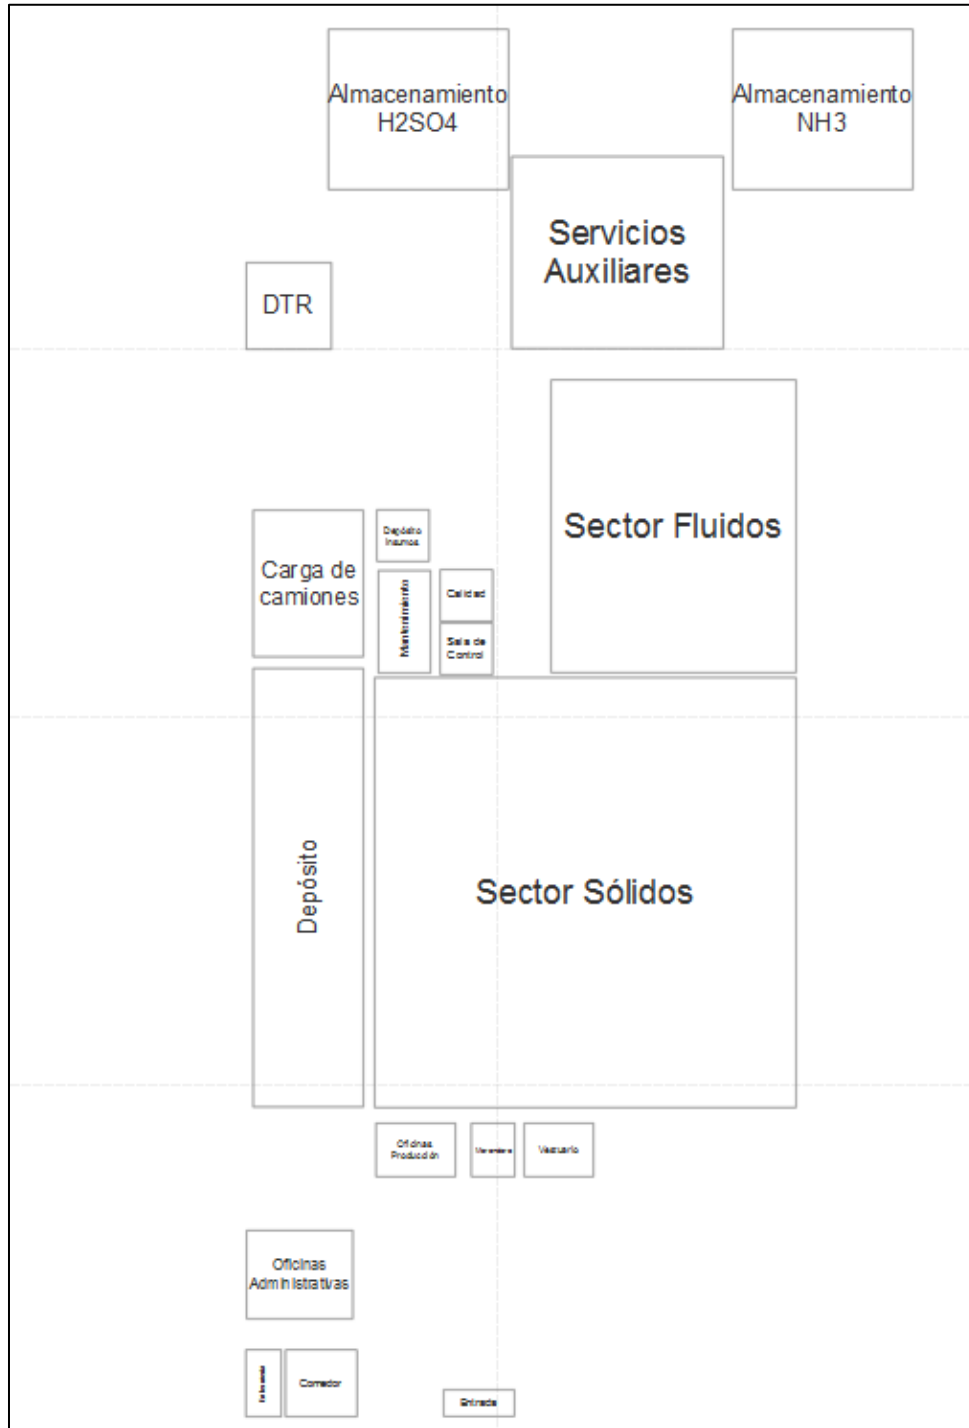 Almacenamiento
H2SO4
Almacenamiento
NH3
Servicios
Auxiliares
DTR
Sector Fluidos
Carga de
camiones
Depósito
Insumos
Mantenimiento
Calidad
Sala de
Control
Depósito
Sector Sólidos
Oficinas
Producción
Vestuario
Oficinas
Administrativas
Comedor
Entrada